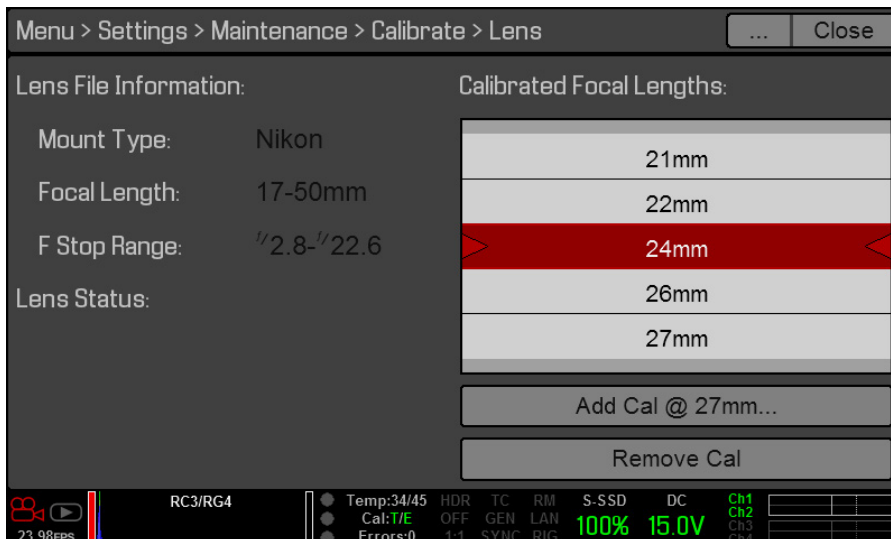 Menu > Settings > Maintenance > Calibrate > Lens
...
Close
Lens File Information:
Mount Type: Nikon
Focal Length: 17-50mm
F Stop Range: f/2.8-f/22.6
Lens Status:
Calibrated Focal Lengths:
21mm
22mm
24mm
26mm
27mm
Add Cal @ 27mm...
Remove Cal
23.98FPS
RC3/RG4
Temp:34/45
Cal:T/E
Errors:0
HDR TC RM
OFF GEN LAN
1:1 SYNC RIG
S-SSD
100%
DC
15.0V
Ch1
Ch2
Ch3
Ch4